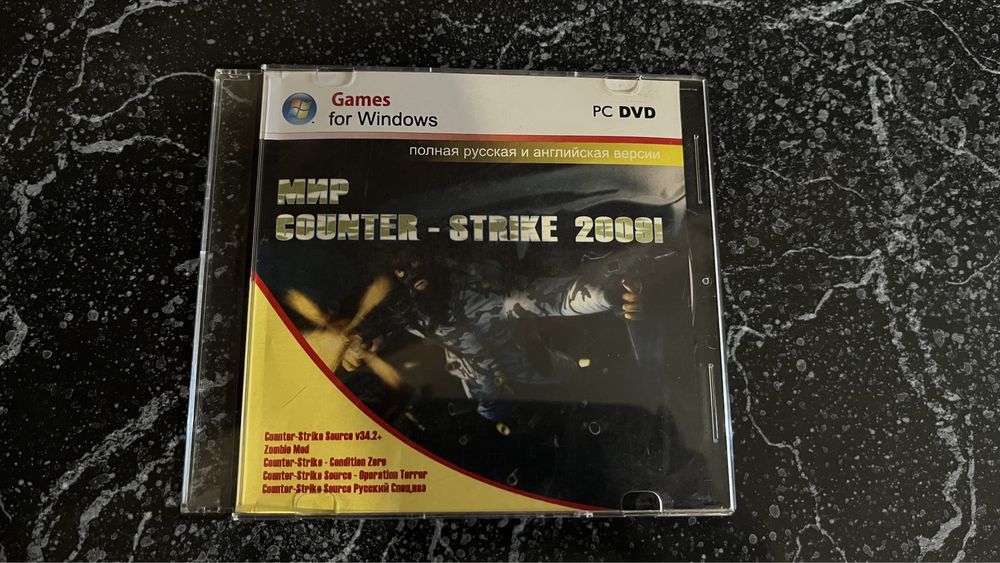 Games
for Windows
PC DVD
полная русская и английская версии
МИР
COUNTER - STRIKE 2009!
Counter-Strike Source v34.2+
Zombie Mod
Counter-Strike - Condition Zero
Counter-Strike Source - Operation Terror
Counter-Strike Source Русский Спецназ